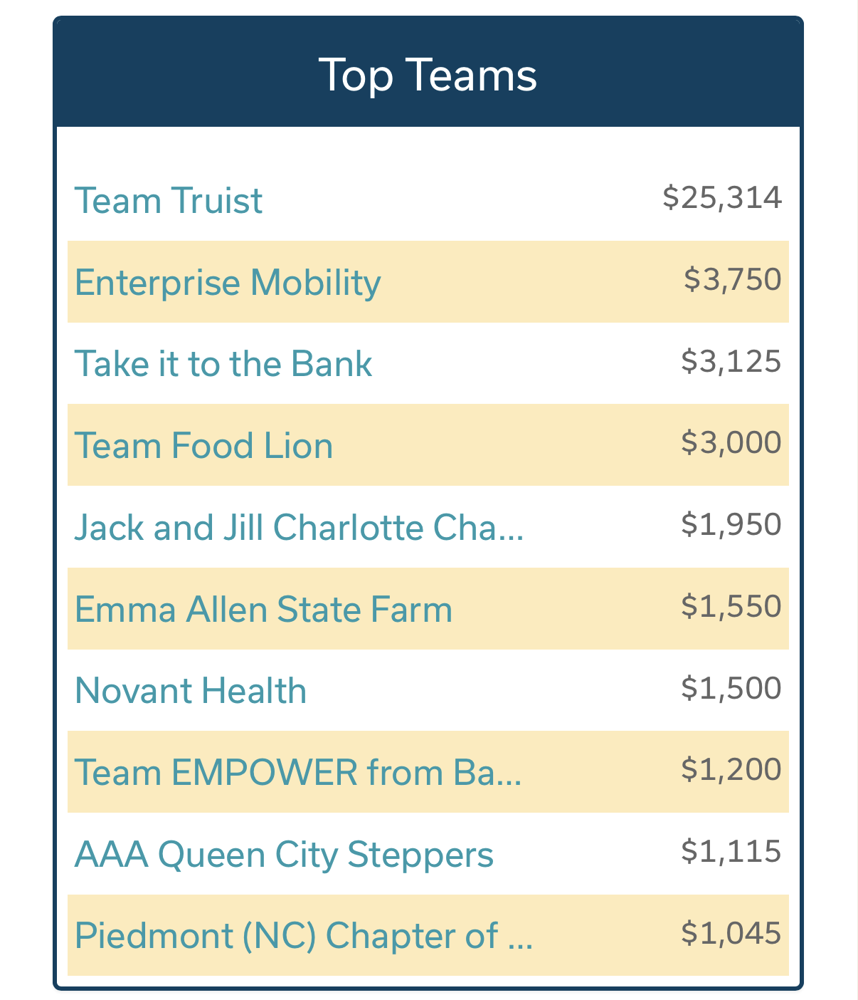 Top Teams
Team Truist $25,314
Enterprise Mobility $3,750
Take it to the Bank $3,125
Team Food Lion $3,000
Jack and Jill Charlotte Cha... $1,950
Emma Allen State Farm $1,550
Novant Health $1,500
Team EMPOWER from Ba... $1,200
AAA Queen City Steppers $1,115
Piedmont (NC) Chapter of ... $1,045